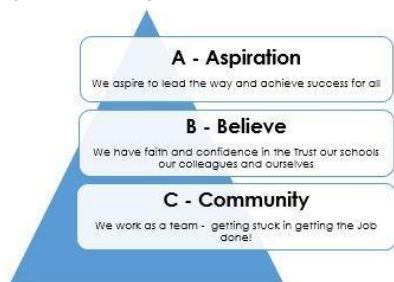 A - Aspiration
We aspire to lead the way and achieve success for all
B - Believe
We have faith and confidence in the Trust our schools
our colleagues and ourselves
C - Community
We work as a team - getting stuck in getting the Job
done!